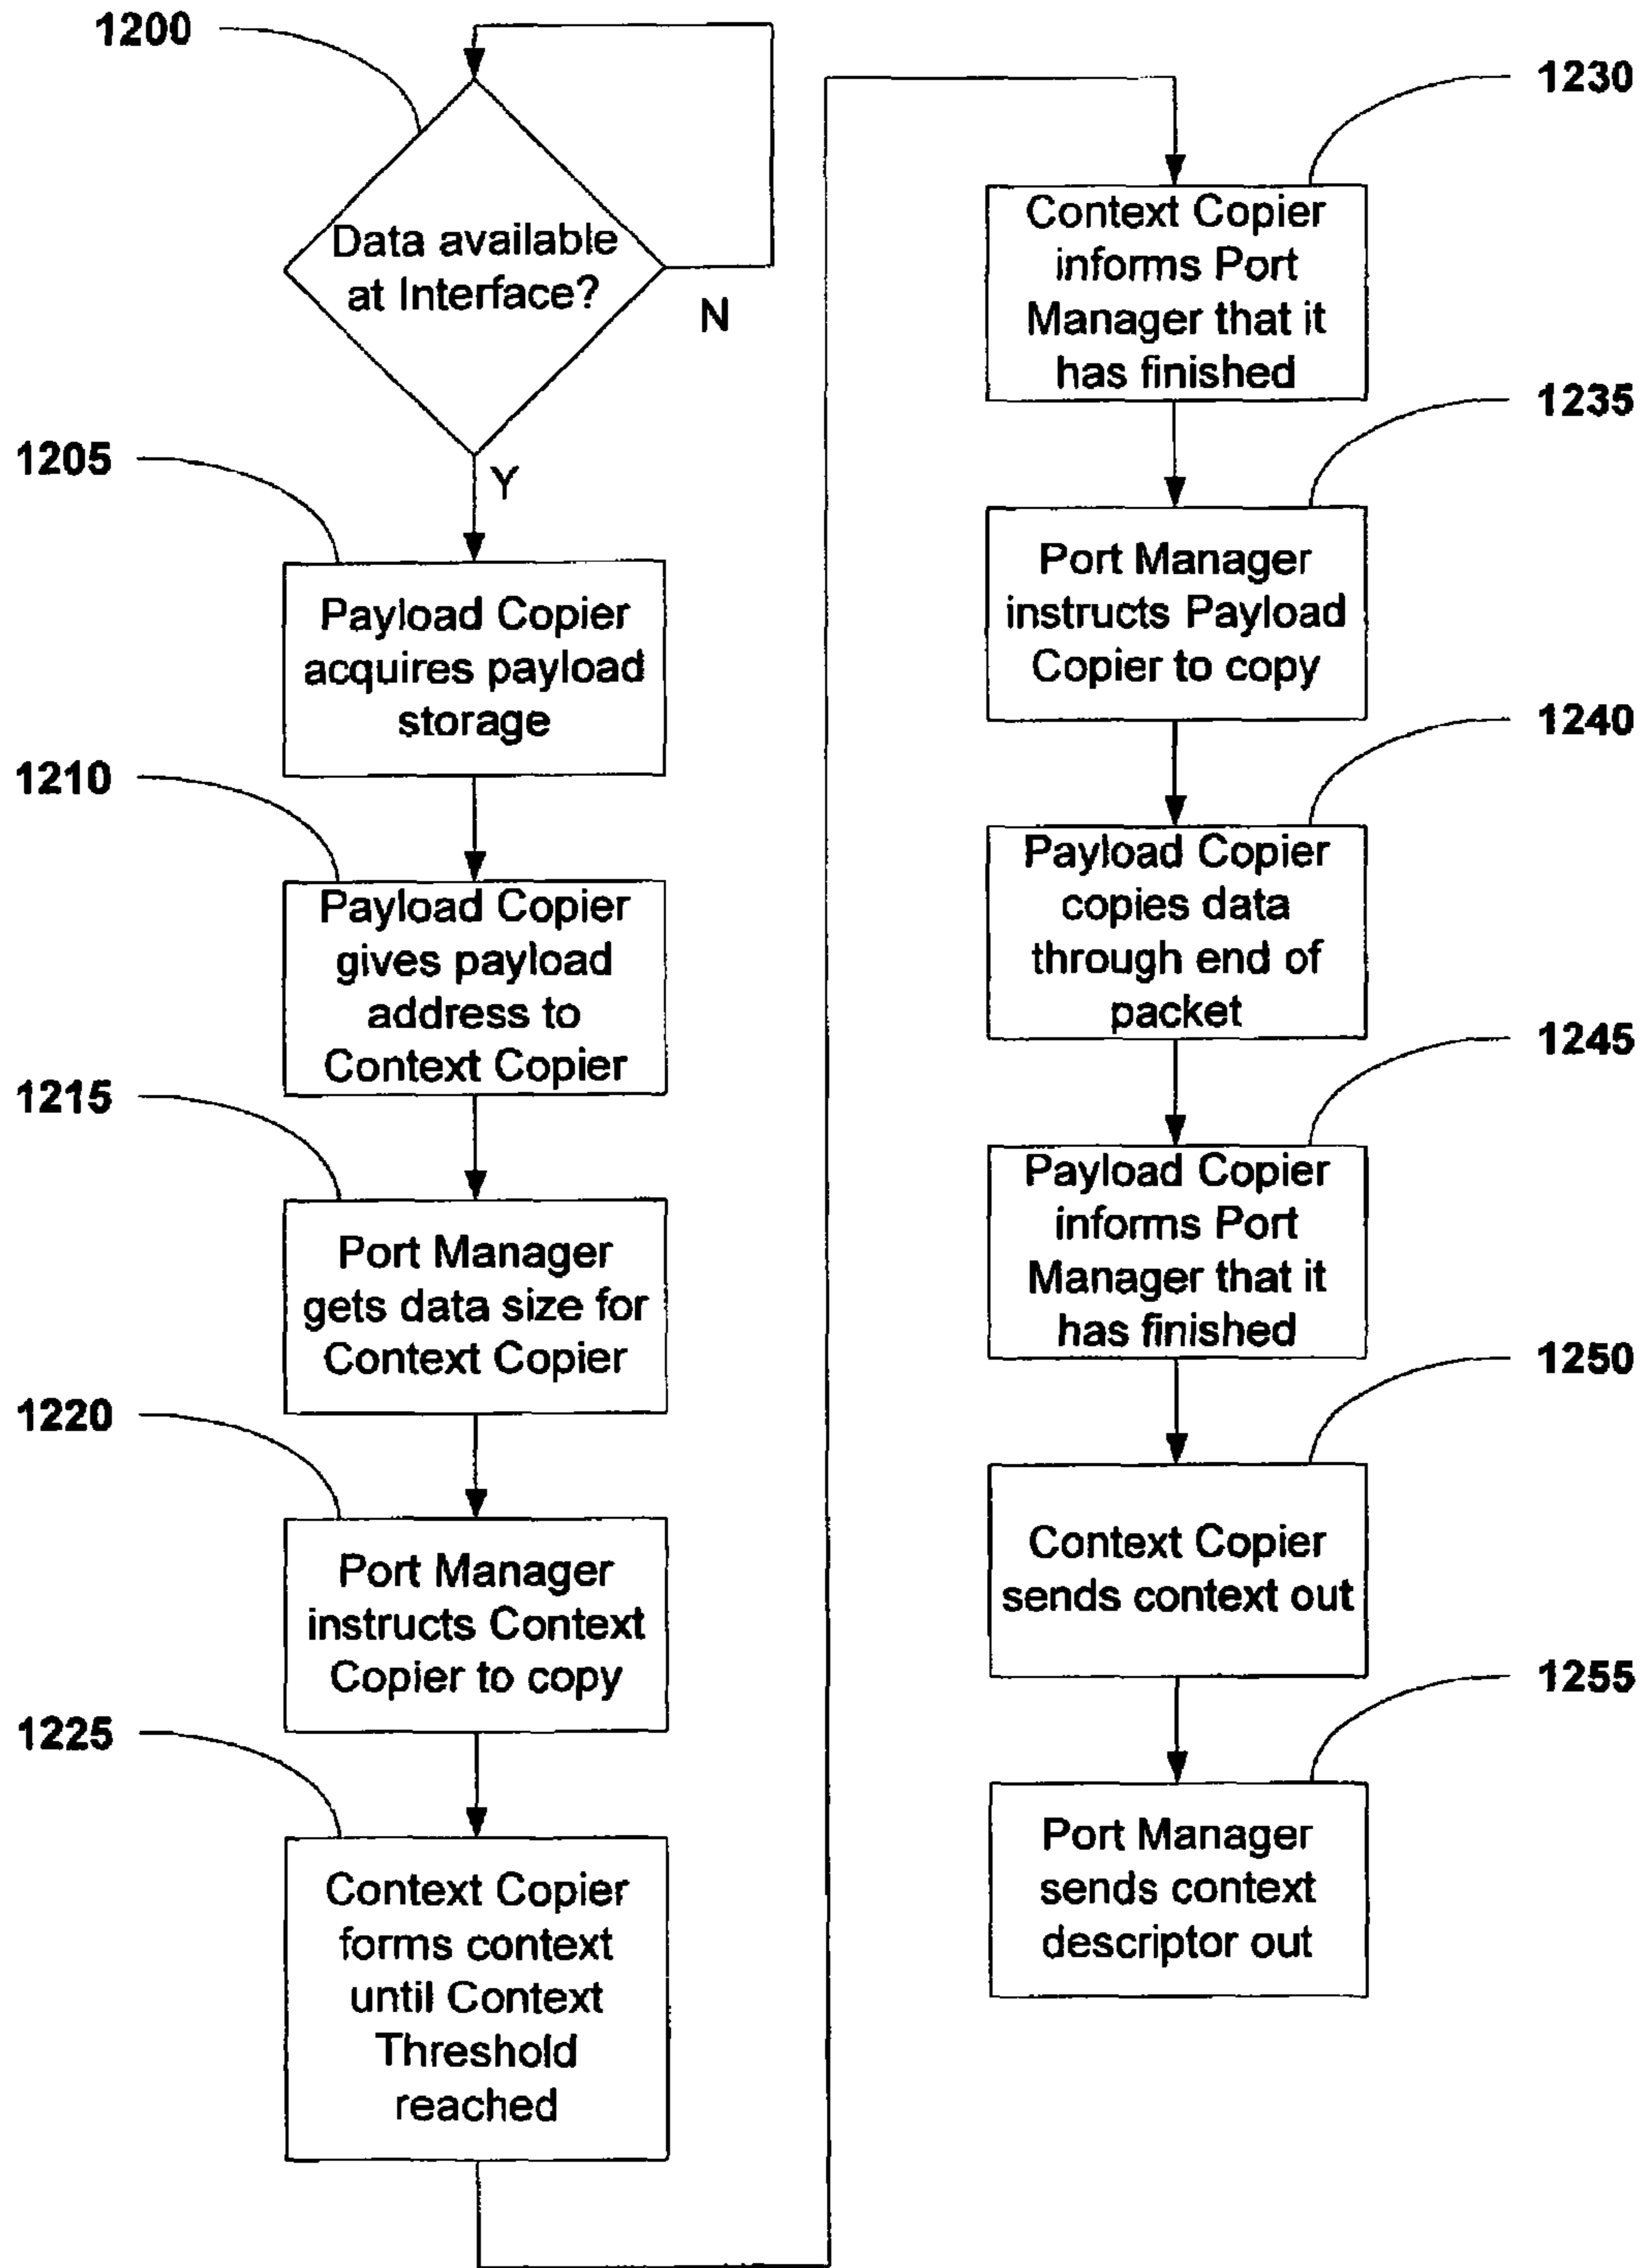 1200
Data available
at Interface?
N
Y
1205
Payload Copier
acquires payload
storage
1210
Payload Copier
gives payload
address to
Context Copier
1215
Port Manager
gets data size for
Context Copier
1220
Port Manager
instructs Context
Copier to copy
1225
Context Copier
forms context
until Context
Threshold
reached
1230
Context Copier
informs Port
Manager that it
has finished
1235
Port Manager
instructs Payload
Copier to copy
1240
Payload Copier
copies data
through end of
packet
1245
Payload Copier
informs Port
Manager that it
has finished
1250
Context Copier
sends context out
1255
Port Manager
sends context
descriptor out